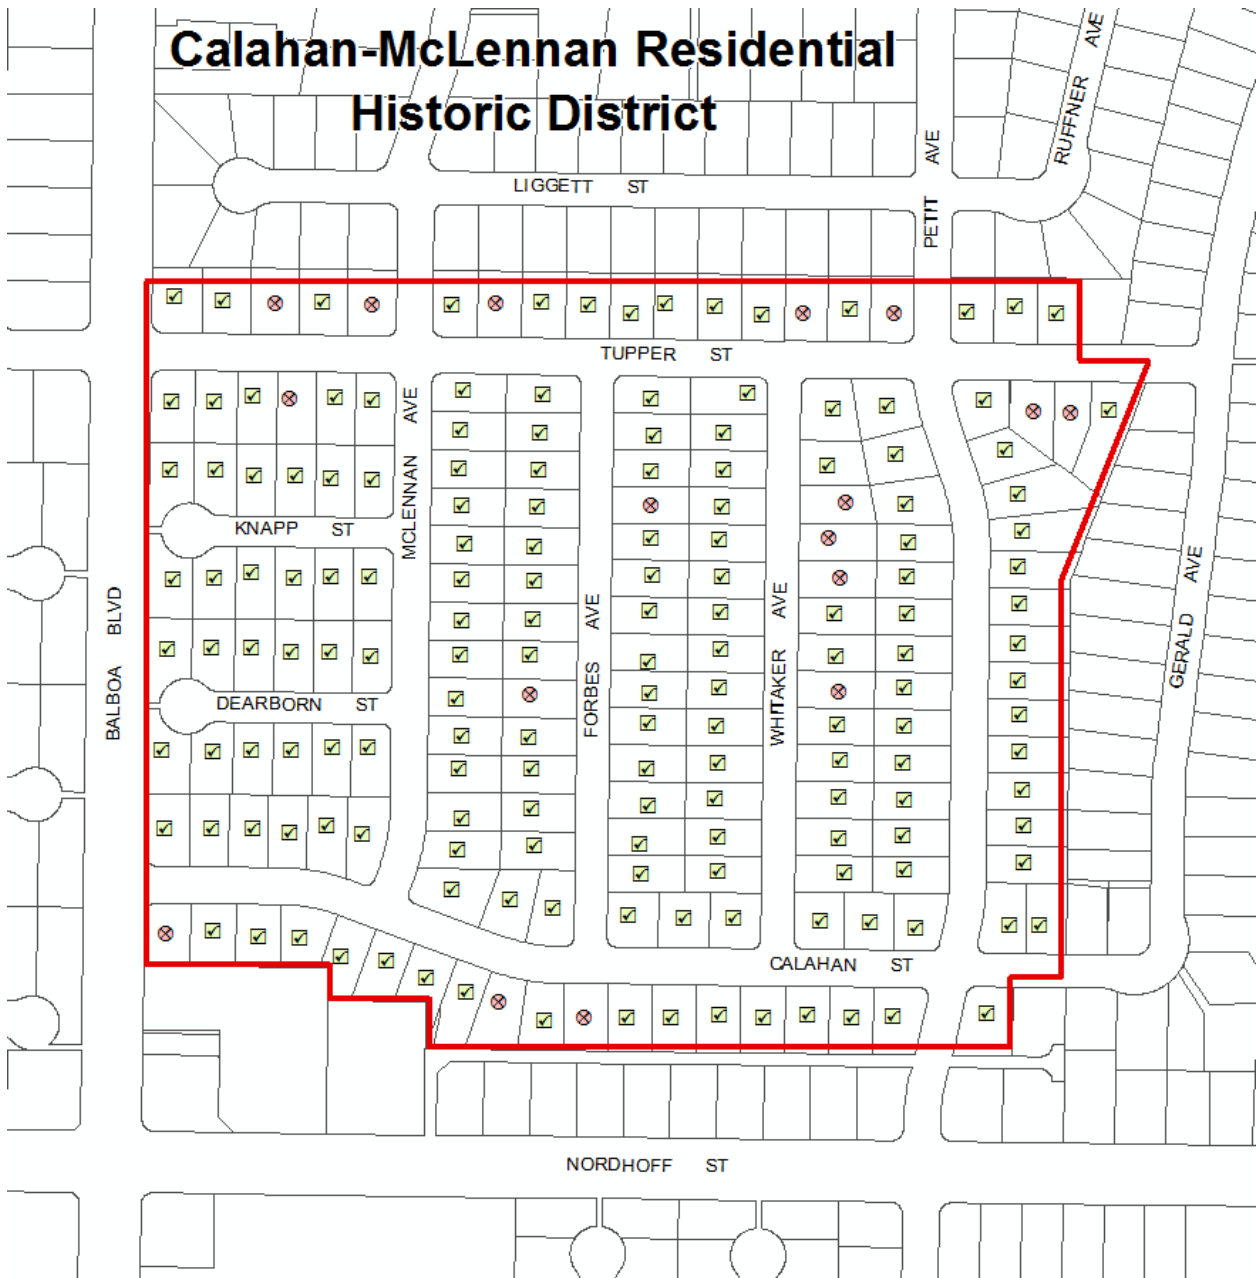 Calahan-McLennan Residential
Historic District
RUFFNER AVE
PETIT AVE
LIGGETT ST
TUPPER ST
MCLENNAN AVE
KNAPP ST
BALBOA BLVD
FORBES AVE
WHITAKER AVE
GERALD AVE
DEARBORN ST
CALAHAN ST
NORDHOFF ST